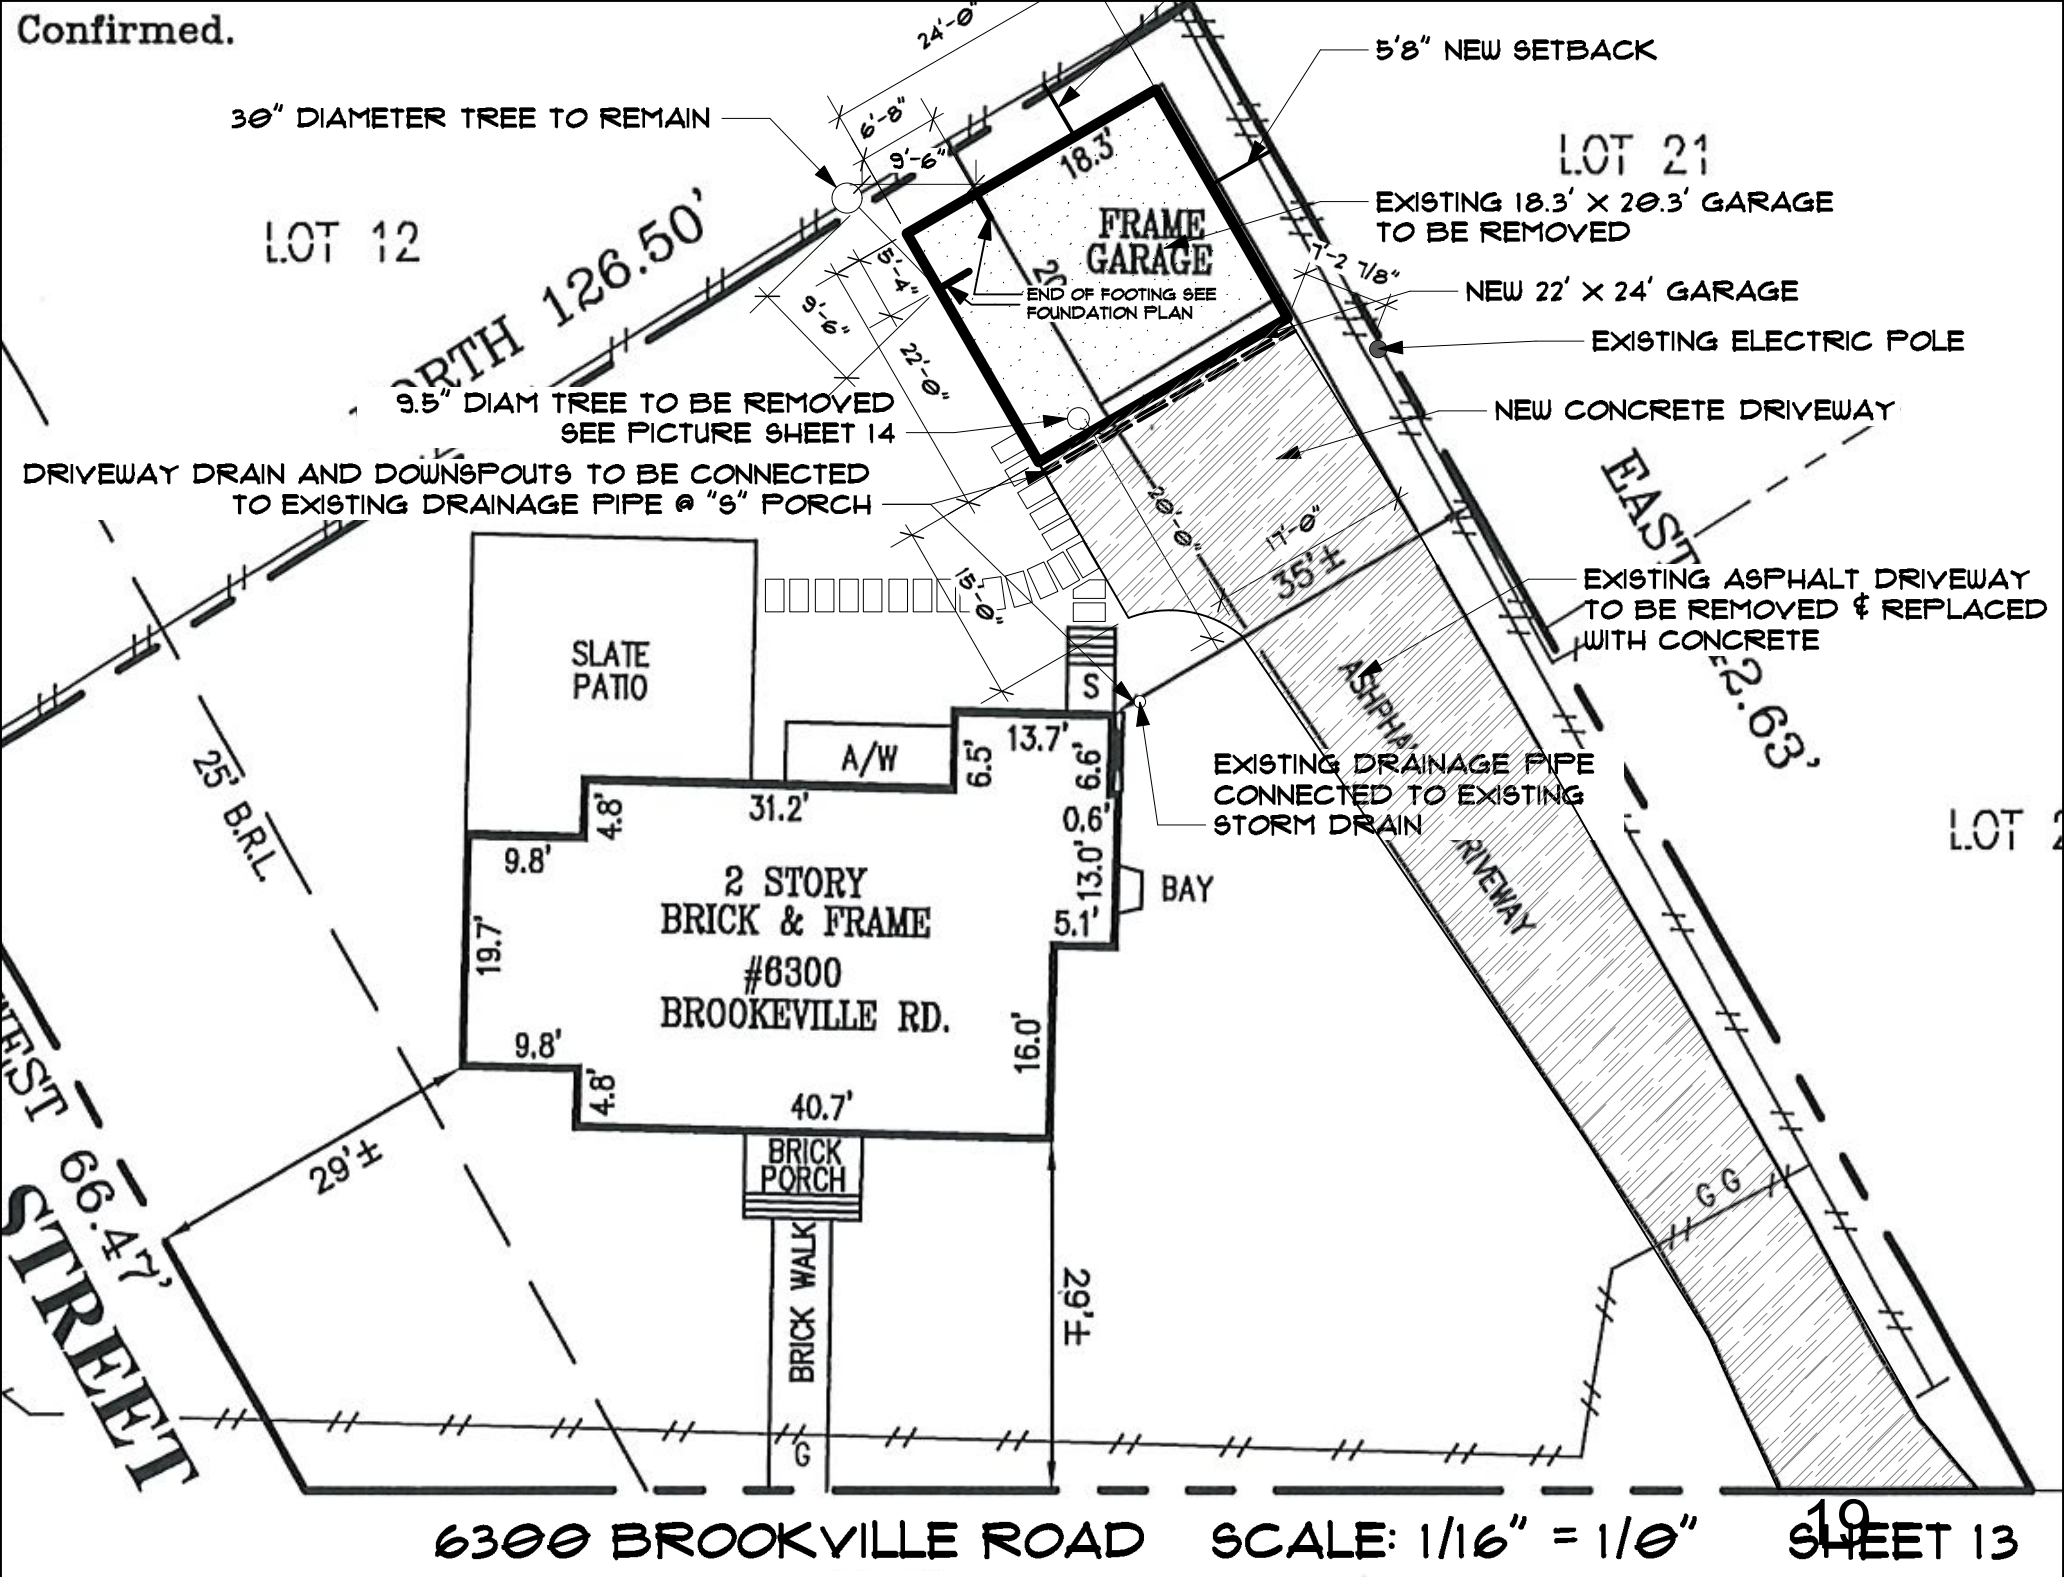 Confirmed.
24'-0"
5'8" NEW SETBACK
30" DIAMETER TREE TO REMAIN
6'-8"
9'-6"
18.3'
LOT 21
LOT 12
NORTH 126.50'
EXISTING 18.3' X 20.3' GARAGE
TO BE REMOVED
FRAME
GARAGE
5'-4"
9'-6"
22'-0"
END OF FOOTING SEE
FOUNDATION PLAN
7'-2 7/8"
NEW 22' X 24' GARAGE
EXISTING ELECTRIC POLE
9.5" DIAM TREE TO BE REMOVED
SEE PICTURE SHEET 14
NEW CONCRETE DRIVEWAY
DRIVEWAY DRAIN AND DOWNSPOUTS TO BE CONNECTED
TO EXISTING DRAINAGE PIPE @ "S" PORCH
EAST
2.63'
20'-0"
17'-0"
35'±
15'-0"
EXISTING ASPHALT DRIVEWAY
TO BE REMOVED & REPLACED
WITH CONCRETE
SLATE
PATIO
S
A/W
13.7'
6.5'
6.6'
EXISTING DRAINAGE PIPE
CONNECTED TO EXISTING
STORM DRAIN
25' B.R.L.
4.8'
31.2'
0.6'
9.8'
13.0'
LOT 2
2 STORY
BRICK & FRAME
BAY
5.1'
19.7'
#6300
BROOKEVILLE RD.
9.8'
4.8'
16.0'
40.7'
WEST 66.47'
29'±
BRICK
PORCH
G G
STREET
BRICK WALK
29'±
G
6300 BROOKVILLE ROAD SCALE: 1/16" = 1/0" SHEET 13
19